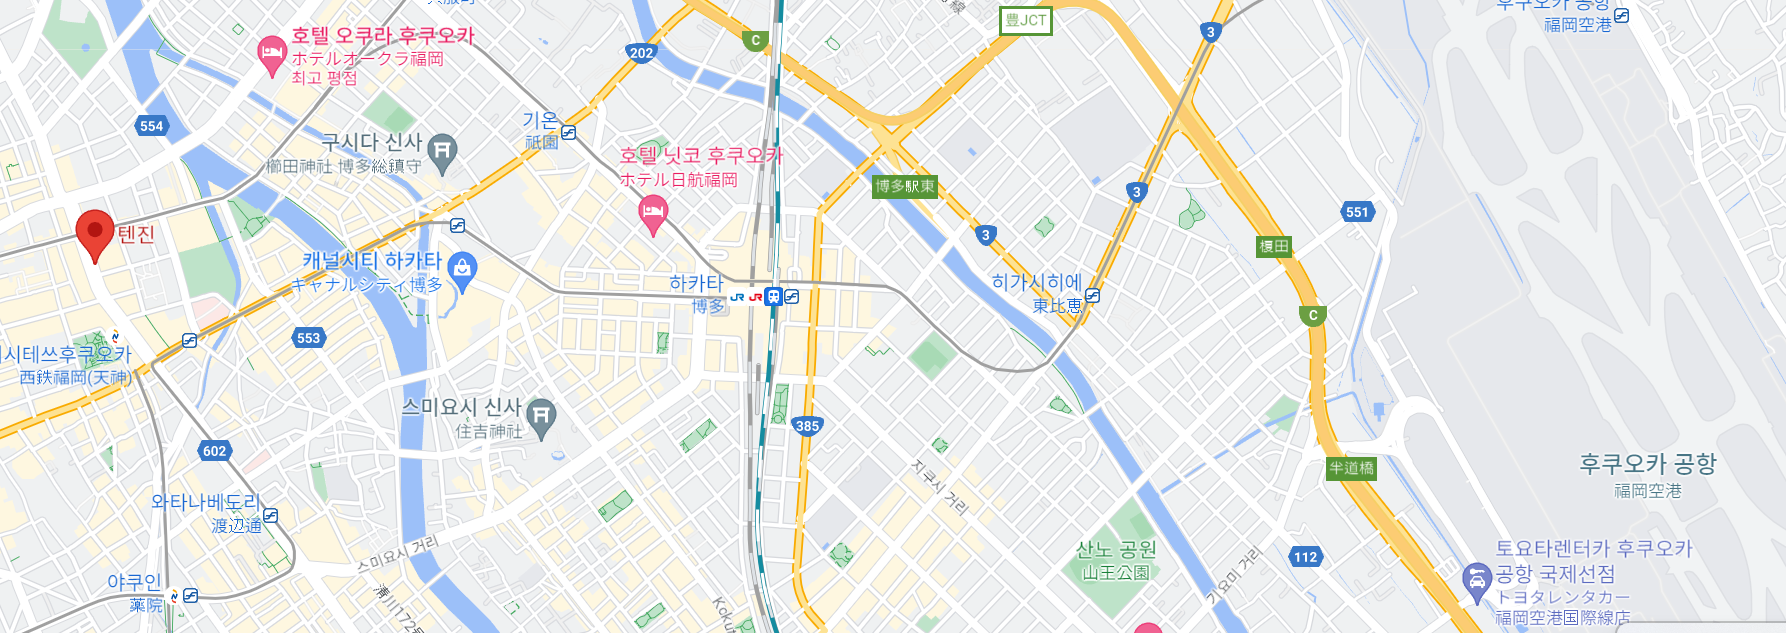 호텔 오쿠라 후쿠오카
ホテルオークラ福岡
최고 평점
202
C
豊JCT
3
후쿠오카 공항
福岡空港
554
기온
祇園
구시다 신사
櫛田神社 博多総鎮守
호텔 닛코 후쿠오카
ホテル日航福岡
博多駅東
3
551
텐진
3
榎田
캐널시티 하카타
キャナルシティ博多
하카타
博多
JR
JR
히가시히에
東比恵
C
553
시테쓰후쿠오카
西鉄福岡(天神)
스미요시 신사
住吉神社
385
602
지쿠시 거리
半道橋
후쿠오카 공항
福岡空港
와타나베도리
渡辺通
스미요시 거리
산노 공원
山王公園
기요미 거리
112
토요타렌터카 후쿠오카
공항 국제선점
トヨタレンタカー
福岡空港国際線店
야쿠인
薬院